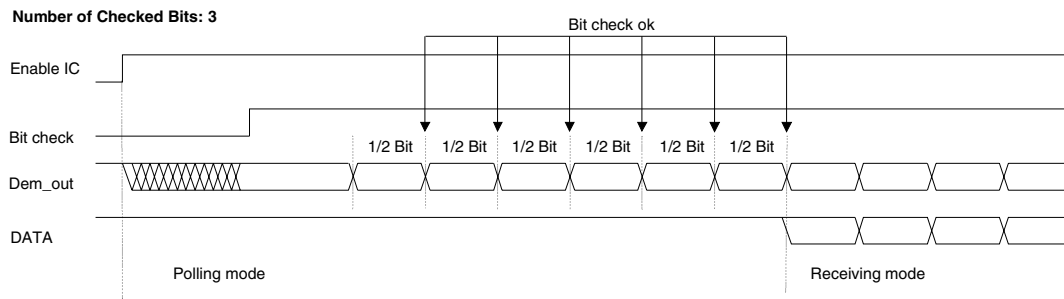 Number of Checked Bits: 3
Bit check ok
Enable IC
Bit check
1/2 Bit 1/2 Bit 1/2 Bit 1/2 Bit 1/2 Bit 1/2 Bit
Dem_out
DATA
Polling mode Receiving mode